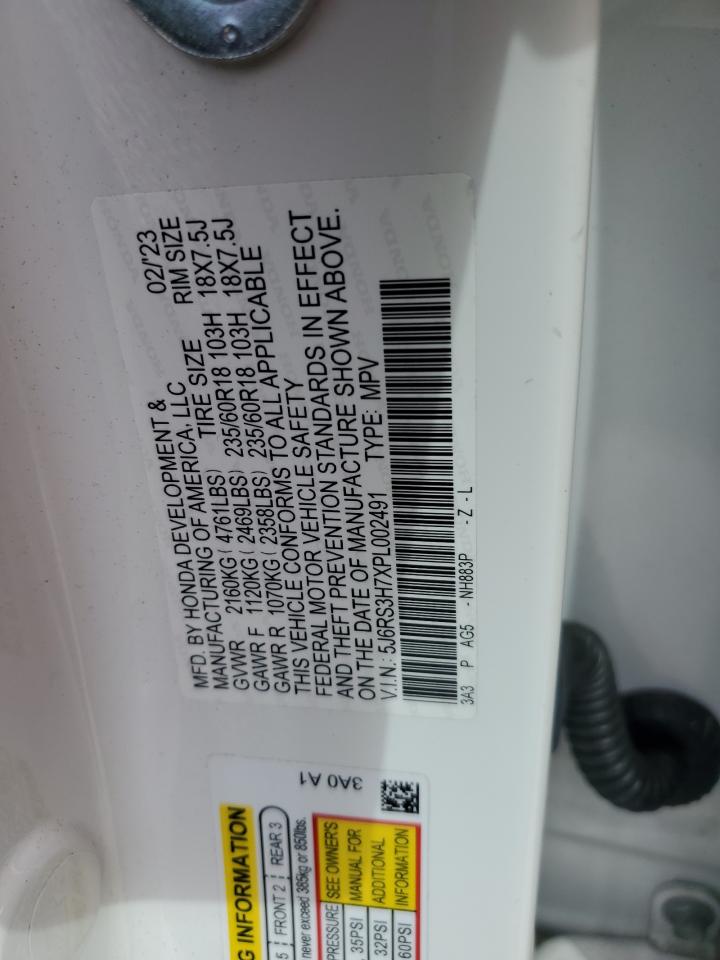 MFD. BY HONDA DEVELOPMENT & 02/'23
MANUFACTURING OF AMERICA, LLC
TIRE SIZE RIM SIZE
GVWR 2160KG ( 4761LBS)
GAWR F 1120KG ( 2469LBS) 235/60R18 103H 18X7.5J
GAWR R 1070KG ( 2358LBS) 235/60R18 103H 18X7.5J
THIS VEHICLE CONFORMS TO ALL APPLICABLE
FEDERAL MOTOR VEHICLE SAFETY
AND THEFT PREVENTION STANDARDS IN EFFECT
ON THE DATE OF MANUFACTURE SHOWN ABOVE.
V.I.N.: 5J6RS3H7XPL002491 TYPE: MPV
3A3 P AG5 -NH883P -Z-L
3A0 A1
G INFORMATION
5 FRONT 2 REAR 3
never exceed 385kg or 850lbs.
PRESSURE SEE OWNER'S
35PSI MANUAL FOR
32PSI ADDITIONAL
60PSI INFORMATION